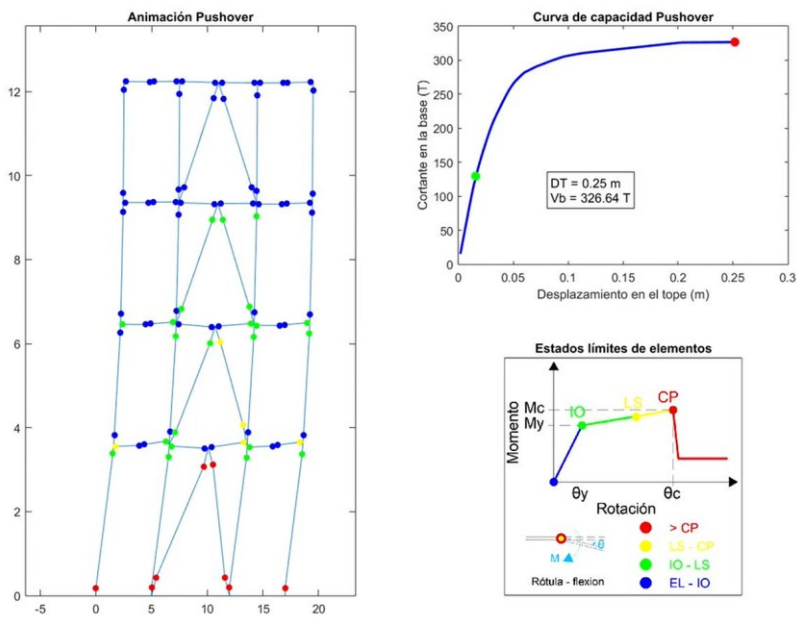 Animación Pushover
12
10
8
6
4
2
0
-5 0 5 10 15 20
Curva de capacidad Pushover
Cortante en la base (T)
350
300
250
200
150
100
50
0
DT = 0.25 m
Vb = 326.64 T
0 0.05 0.1 0.15 0.2 0.25 0.3
Desplazamiento en el tope (m)
Estados límites de elementos
Momento
Mc
My
IO
LS
CP
θy
θc
Rotación
M
θ
Rótula - flexion
> CP
LS - CP
IO - LS
EL - IO